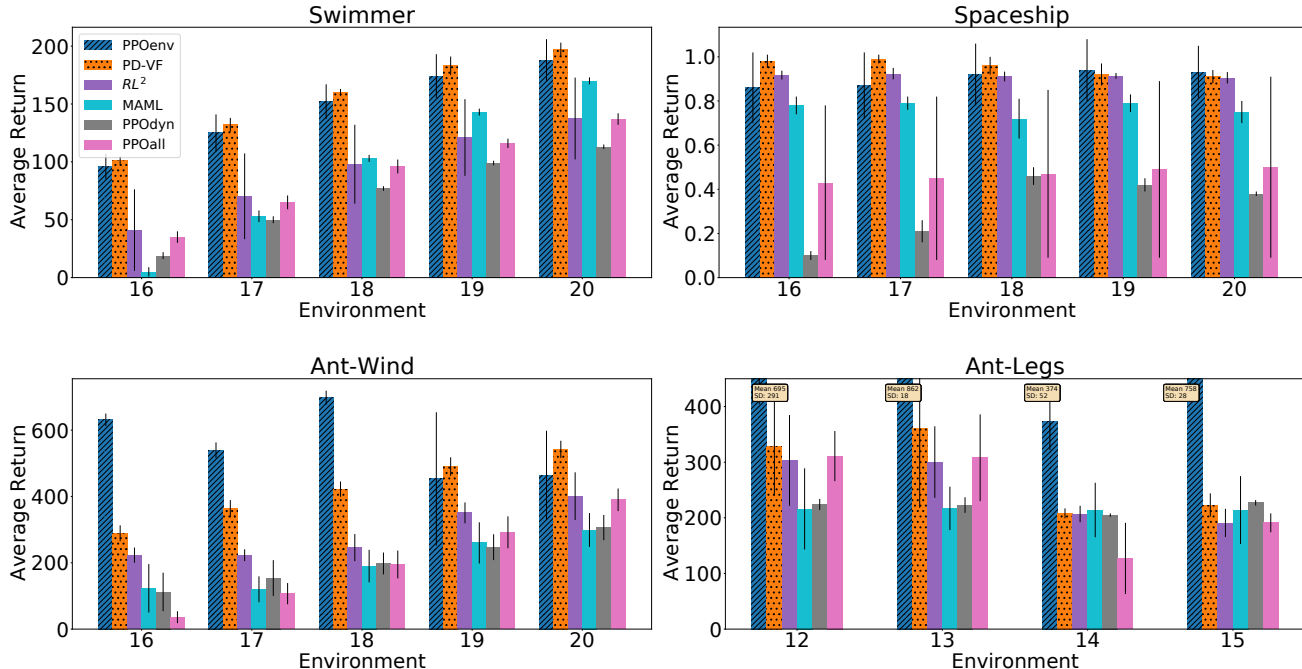 Swimmer
Average Return
200
150
100
50
0
PPOenv
PD-VF
RL²
MAML
PPOdyn
PPOall
16 17 18 19 20
Environment
Spaceship
Average Return
1.0
0.8
0.6
0.4
0.2
0.0
16 17 18 19 20
Environment
Ant-Wind
Average Return
600
400
200
0
16 17 18 19 20
Environment
Ant-Legs
Average Return
400
300
200
100
0
Mean 695
SD: 291
Mean 862
SD: 18
Mean 374
SD: 52
Mean 758
SD: 28
12 13 14 15
Environment